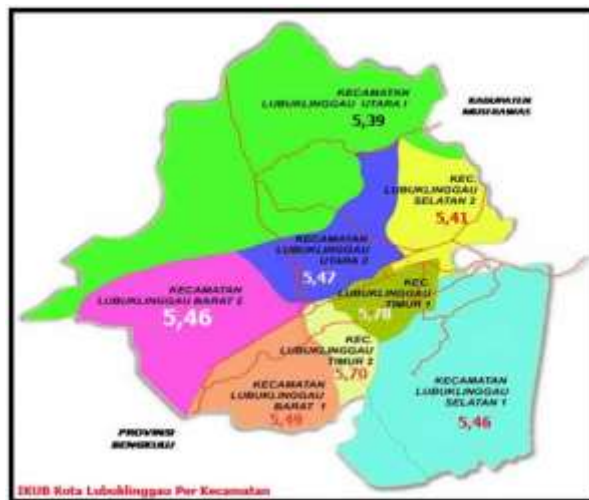 KECAMATAN
LUBUKLINGGAU UTARA I
5,39
KABUPATEN
MUSIRAWAS
KEC.
LUBUKLINGGAU
SELATAN 2
5,41
KECAMATAN
LUBUKLINGGAU
UTARA 2
5,47
KECAMATAN
LUBUKLINGGAU BARAT 2
5,46
KEC.
LUBUKLINGGAU
TIMUR 1
5,78
KEC.
LUBUKLINGGAU
TIMUR 2
5,70
KECAMATAN
LUBUKLINGGAU
BARAT 1
5,49
KECAMATAN
LUBUKLINGGAU
SELATAN 1
5,46
PROVINSI
BENGKULU
IKUB Kota Lubuklinggau Per Kecamatan